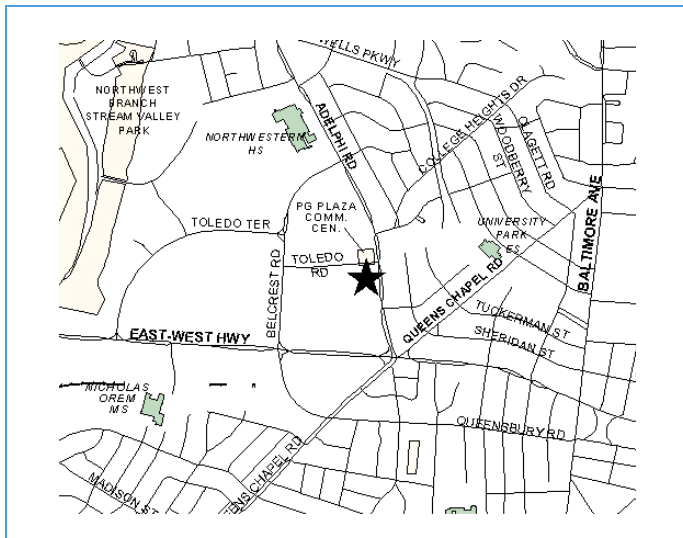 WELLS PKWY
NORTHWEST
BRANCH
STREAM VALLEY
PARK
ADELPHI RD
COLLEGE HEIGHTS DR
CLAGETT RD
WOODBERRY
ST
NORTHWESTERN
HS
BALTIMORE AVE
PG PLAZA
COMM.
CEN.
TOLEDO TER
UNIVERSITY
PARK
ES
TOLEDO
RD
BELCREST RD
QUEENS CHAPEL RD
TUCKERMAN ST
SHERIDAN ST
EAST-WEST HWY
NICHOLAS
OREM
MS
QUEENSBURY RD
MADISON ST
ENS CHAPEL RD